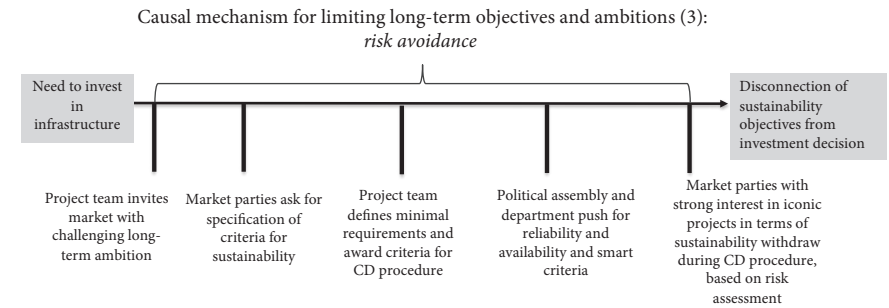 Causal mechanism for limiting long-term objectives and ambitions (3):
risk avoidance
Need to invest
in
infrastructure
Disconnection of
sustainability
objectives from
investment decision
Project team invites
market with
challenging long-
term ambition
Market parties ask for
specification of
criteria for
sustainability
Project team
defines minimal
requirements and
award criteria for
CD procedure
Political assembly and
department push for
reliability and
availability and smart
criteria
Market parties with
strong interest in iconic
projects in terms of
sustainability withdraw
during CD procedure,
based on risk
assessment